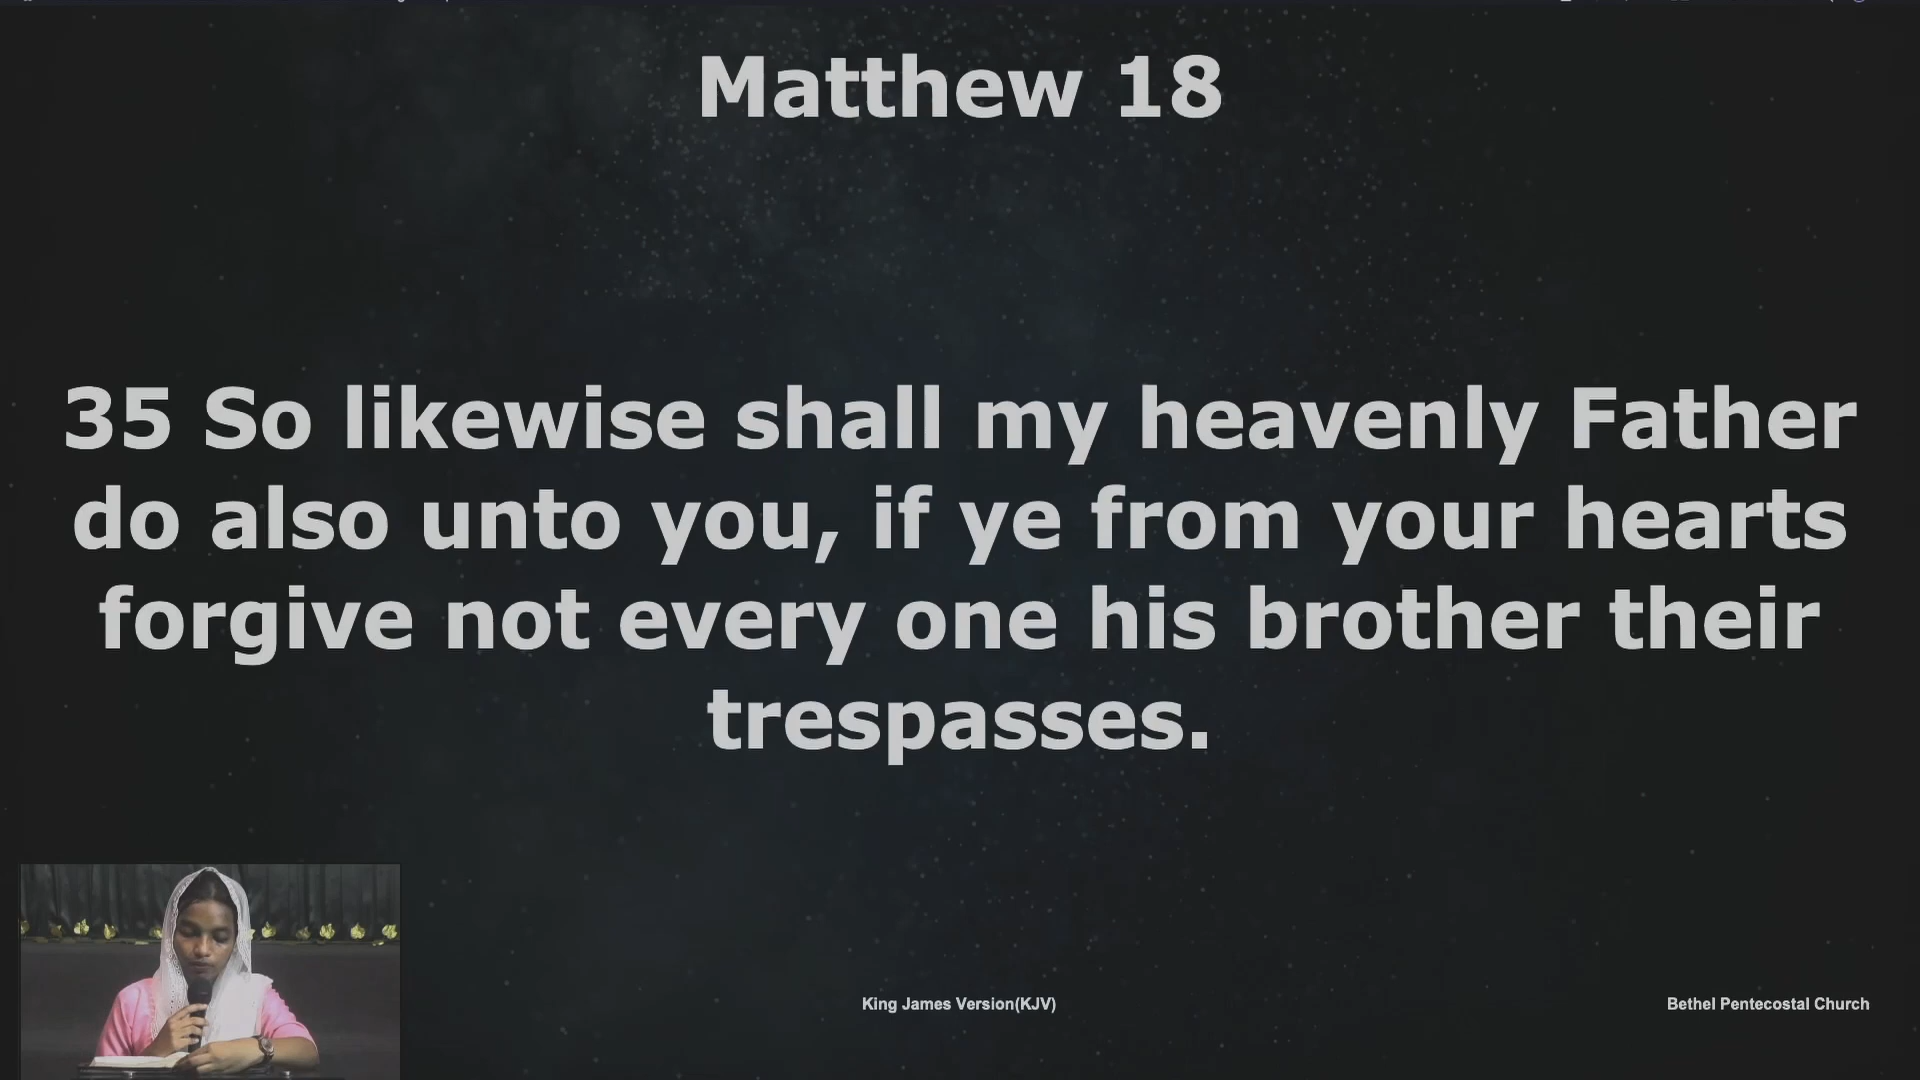 Matthew 18
35 So likewise shall my heavenly Father
do also unto you, if ye from your hearts
forgive not every one his brother their
trespasses.
King James Version(KJV)
Bethel Pentecostal Church